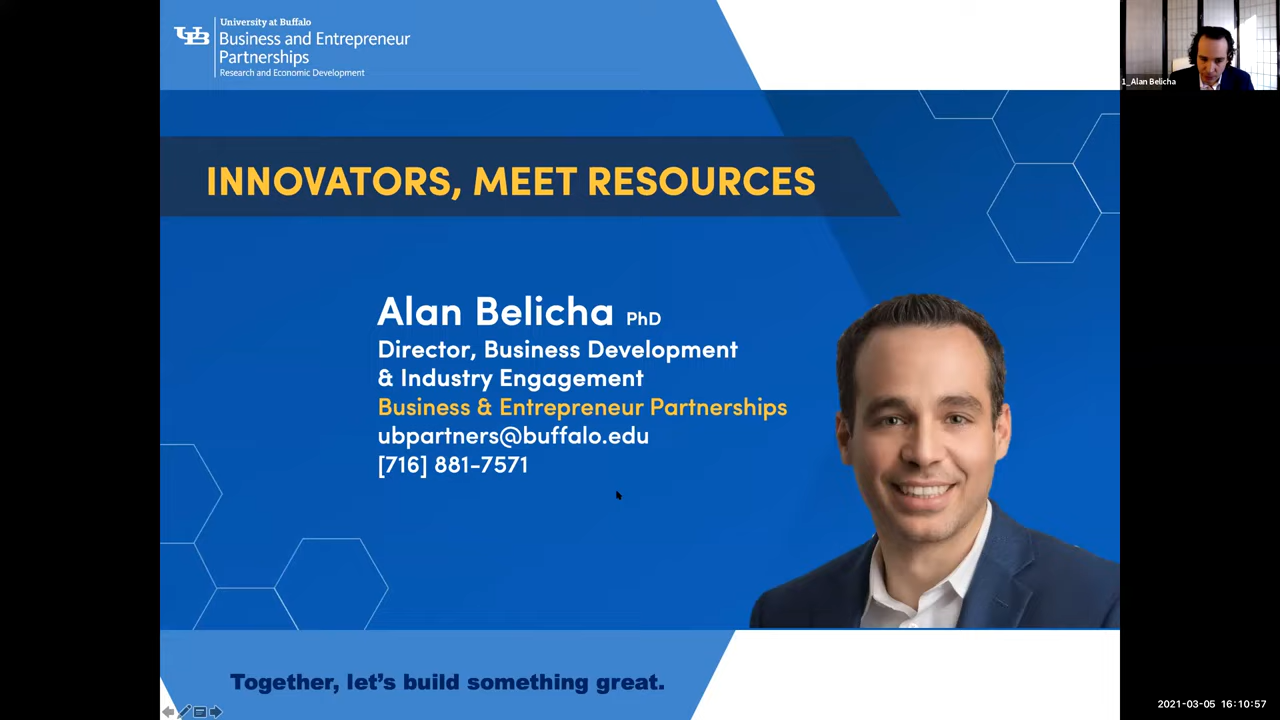 University at Buffalo
UB
Business and Entrepreneur
Partnerships
Research and Economic Development
1_Alan Belicha
INNOVATORS, MEET RESOURCES
Alan Belicha PhD
Director, Business Development
& Industry Engagement
Business & Entrepreneur Partnerships
ubpartners@buffalo.edu
[716] 881-7571
Together, let's build something great.
2021-03-05 16:10:57